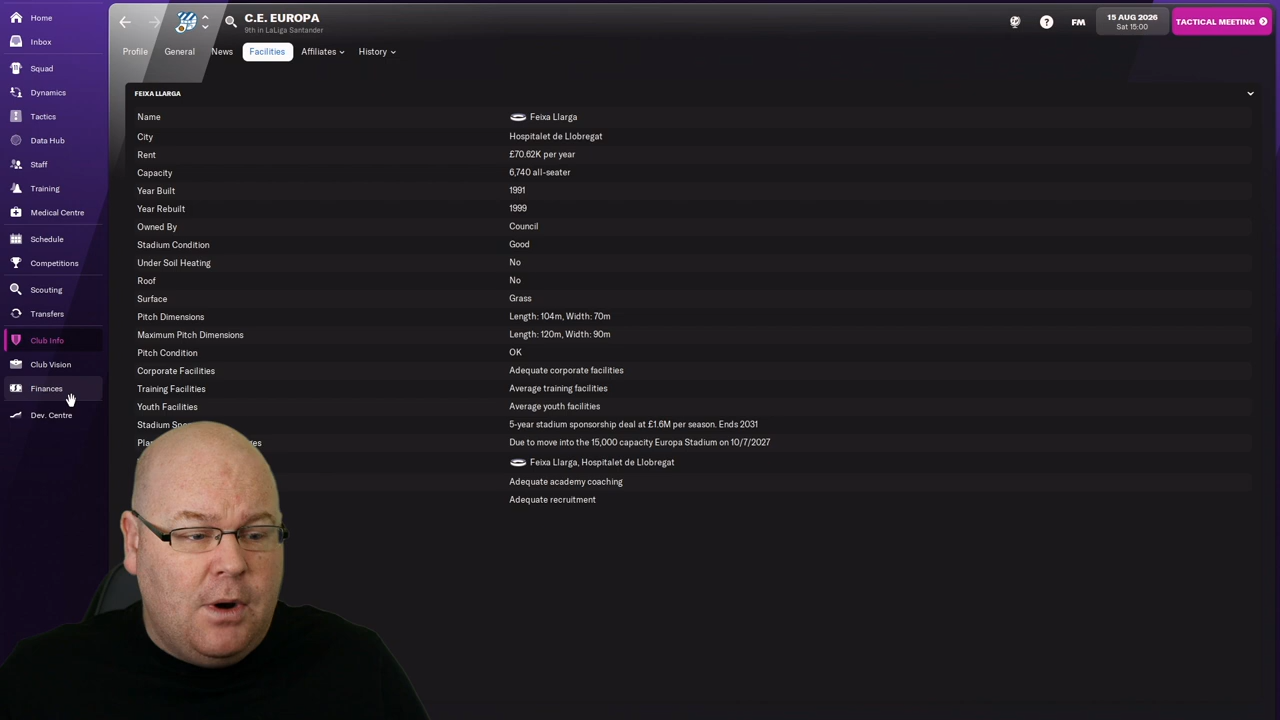 Home
Inbox
Squad
Dynamics
Tactics
Data Hub
Staff
Training
Medical Centre
Schedule
Competitions
Scouting
Transfers
Club Info
Club Vision
Finances
Dev. Centre
C.E. EUROPA
9th in LaLiga Santander
FM
15 AUG 2026
Sat 15:00
TACTICAL MEETING
Profile General News Facilities Affiliates History
FEIXA LLARGA
Name Feixa Llarga
City Hospitalet de Llobregat
Rent £70.62K per year
Capacity 6,740 all-seater
Year Built 1991
Year Rebuilt 1999
Owned By Council
Stadium Condition Good
Under Soil Heating No
Roof No
Surface Grass
Pitch Dimensions Length: 104m, Width: 70m
Maximum Pitch Dimensions Length: 120m, Width: 90m
Pitch Condition OK
Corporate Facilities Adequate corporate facilities
Training Facilities Average training facilities
Youth Facilities Average youth facilities
Stadium 5-year stadium sponsorship deal at £1.6M per season. Ends 2031
Due to move into the 15,000 capacity Europa Stadium on 10/7/2027
Feixa Llarga, Hospitalet de Llobregat
Adequate academy coaching
Adequate recruitment